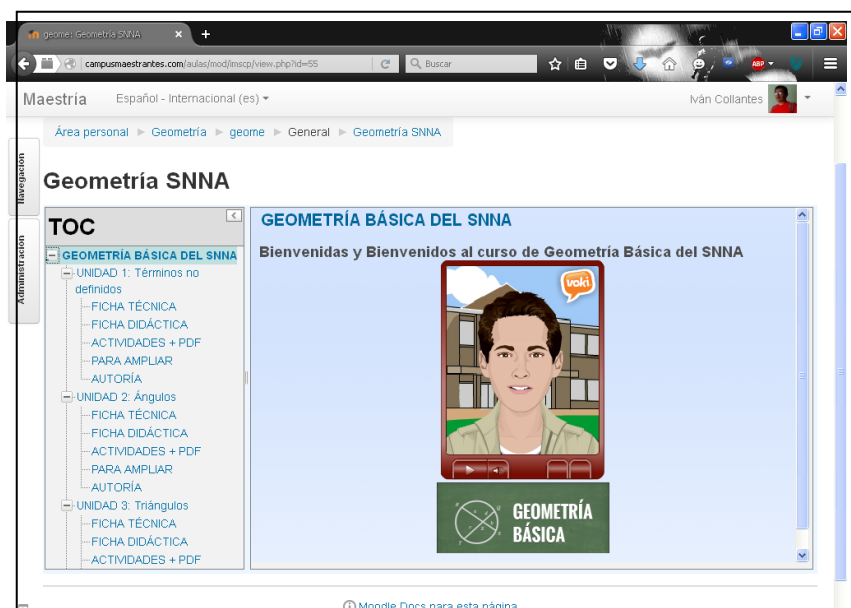 geome: Geometría SNNA
campusmaestrantes.com/aulas/mod/imscp/view.php?id=55
Buscar
ABP
Maestría Español - Internacional (es) Iván Collantes
Área personal ► Geometría ► geome ► General ► Geometría SNNA
Navegación
Administración
Geometría SNNA
TOC
GEOMETRÍA BÁSICA DEL SNNA
UNIDAD 1: Términos no
definidos
FICHA TÉCNICA
FICHA DIDÁCTICA
ACTIVIDADES + PDF
PARA AMPLIAR
AUTORÍA
UNIDAD 2: Ángulos
FICHA TÉCNICA
FICHA DIDÁCTICA
ACTIVIDADES + PDF
PARA AMPLIAR
AUTORÍA
UNIDAD 3: Triángulos
FICHA TÉCNICA
FICHA DIDÁCTICA
ACTIVIDADES + PDF
GEOMETRÍA BÁSICA DEL SNNA
Bienvenidas y Bienvenidos al curso de Geometría Básica del SNNA
voki
GEOMETRÍA
BÁSICA
Moodle Docs para esta página